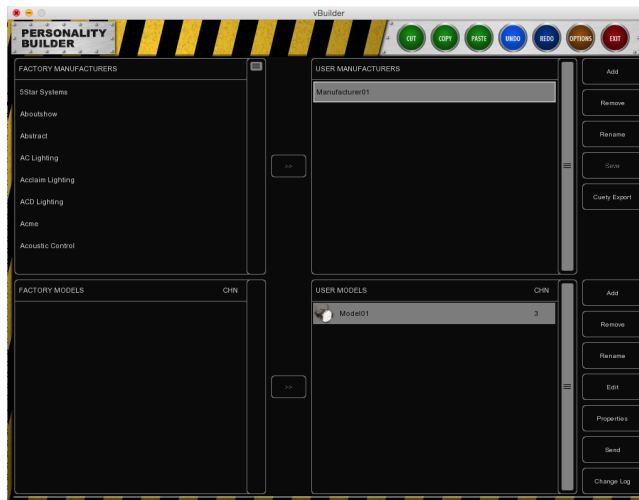 vBuilder
PERSONALITY
BUILDER
CUT
COPY
PASTE
UNDO
REDO
OPTIONS
EXIT
FACTORY MANUFACTURERS
5Star Systems
Aboutshow
Abstract
AC Lighting
Acclaim Lighting
ACD Lighting
Acme
Acoustic Control
>>
USER MANUFACTURERS
Manufacturer01
Add
Remove
Rename
Save
Cuety Export
FACTORY MODELS CHN
>>
USER MODELS CHN
Model01 3
Add
Remove
Rename
Edit
Properties
Send
Change Log